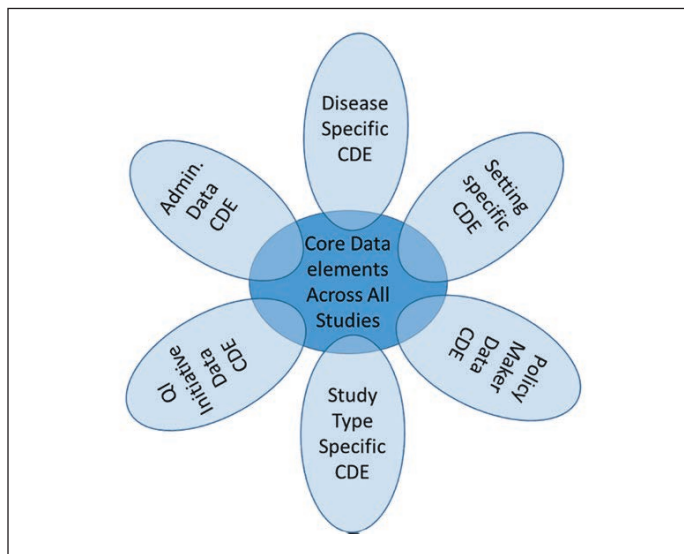 Disease
Specific
CDE
Setting
specific
CDE
Admin.
Data
CDE
Core Data
elements
Across All
Studies
Policy
Maker
Data
CDE
QI
Initiative
Data
CDE
Study
Type
Specific
CDE